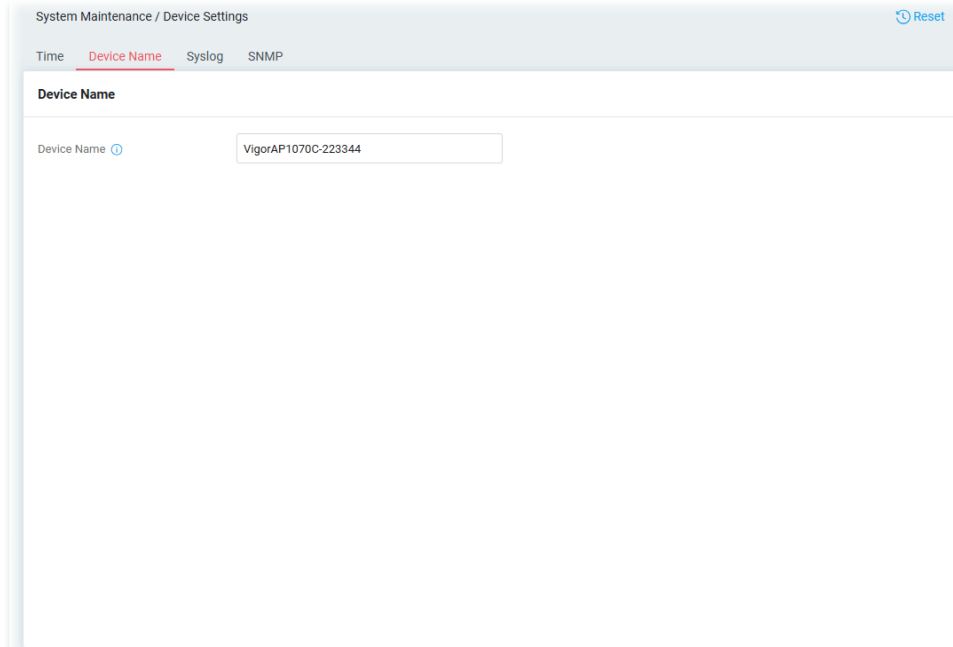 System Maintenance / Device Settings
Reset
Time Device Name Syslog SNMP
Device Name
Device Name VigorAP1070C-223344